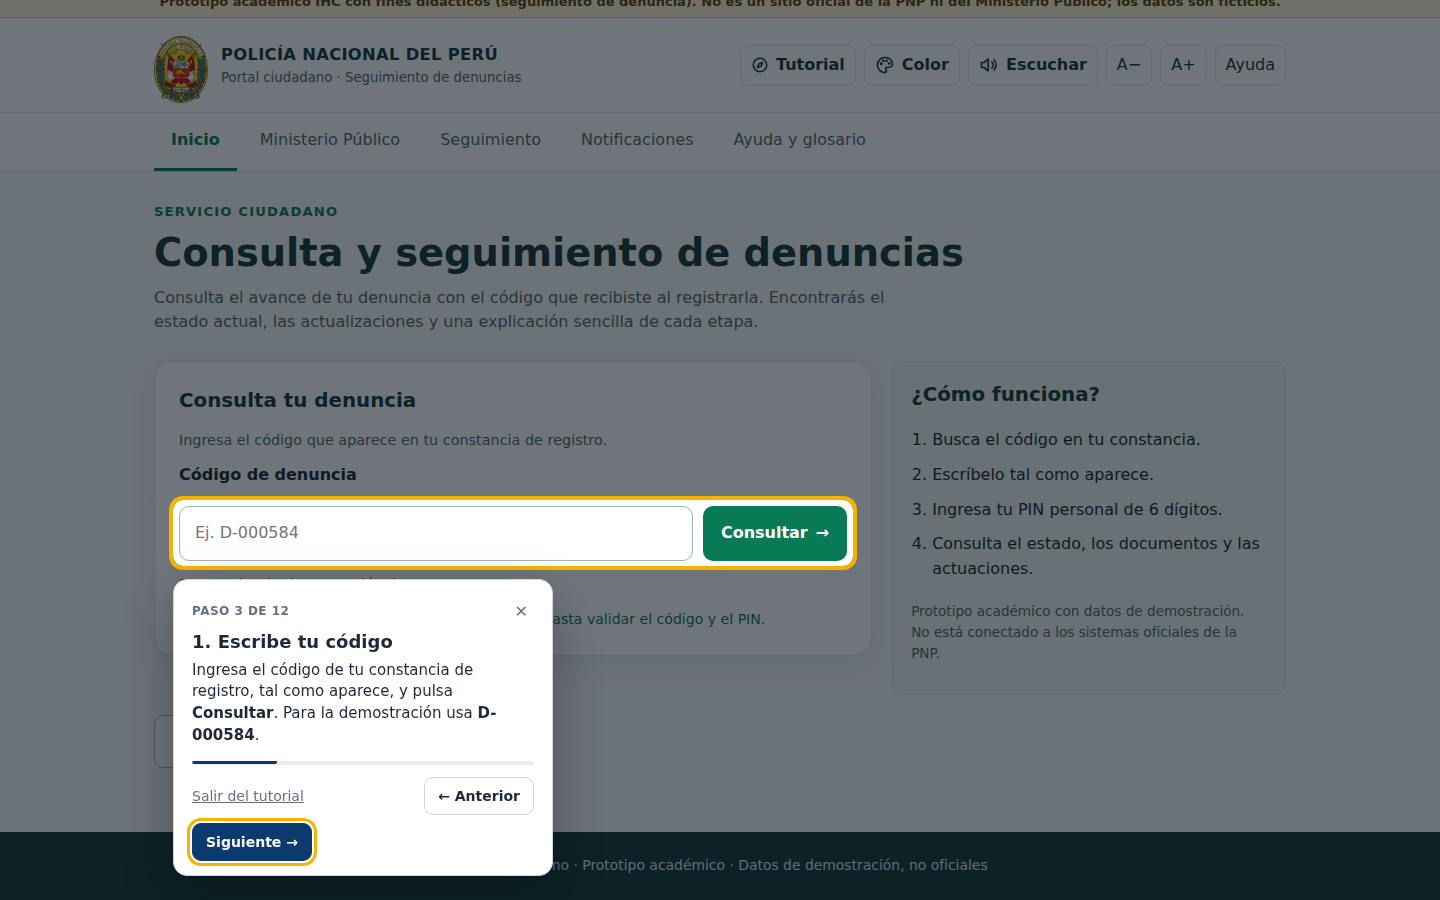 Prototipo académico IHC con fines didácticos (seguimiento de denuncia). No es un sitio oficial de la PNP ni del Ministerio Público; los datos son ficticios.
POLICÍA NACIONAL DEL PERÚ
Portal ciudadano · Seguimiento de denuncias
Tutorial
Color
Escuchar
A−
A+
Ayuda
Inicio
Ministerio Público
Seguimiento
Notificaciones
Ayuda y glosario
SERVICIO CIUDADANO
Consulta y seguimiento de denuncias
Consulta el avance de tu denuncia con el código que recibiste al registrarla. Encontrarás el
estado actual, las actualizaciones y una explicación sencilla de cada etapa.
Consulta tu denuncia
Ingresa el código que aparece en tu constancia de registro.
Código de denuncia
Ej. D-000584
Consultar →
asta validar el código y el PIN.
¿Cómo funciona?
1. Busca el código en tu constancia.
2. Escríbelo tal como aparece.
3. Ingresa tu PIN personal de 6 dígitos.
4. Consulta el estado, los documentos y las
actuaciones.
Prototipo académico con datos de demostración.
No está conectado a los sistemas oficiales de la
PNP.
PASO 3 DE 12
×
1. Escribe tu código
Ingresa el código de tu constancia de
registro, tal como aparece, y pulsa
Consultar. Para la demostración usa D-
000584.
Salir del tutorial
← Anterior
Siguiente →
no · Prototipo académico · Datos de demostración, no oficiales